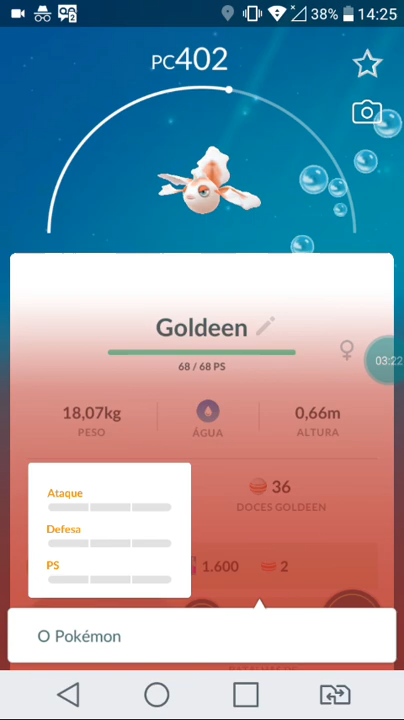 38% 14:25
PC402
Goldeen
68 / 68 PS
03:22
18,07kg
PESO
ÁGUA
0,66m
ALTURA
36
DOCES GOLDEEN
Ataque
Defesa
PS
1.600
2
O Pokémon